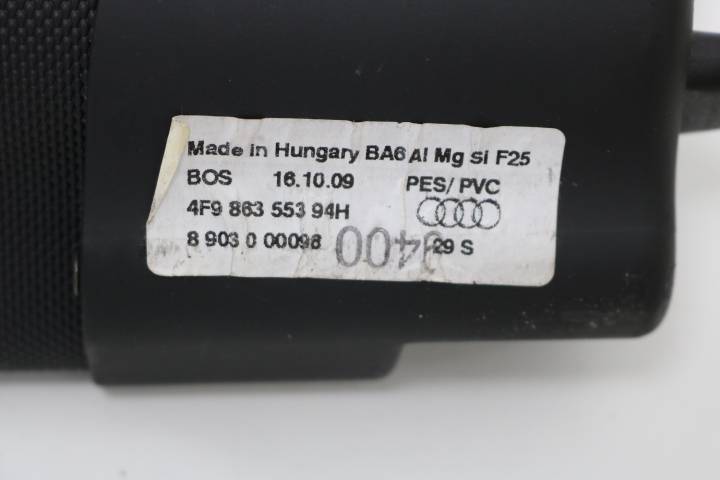 Made in Hungary BA6 Al Mg Si F25
BOS 16.10.09 PES/ PVC
4F9 863 553 94H
8 903 0 00098 29 S